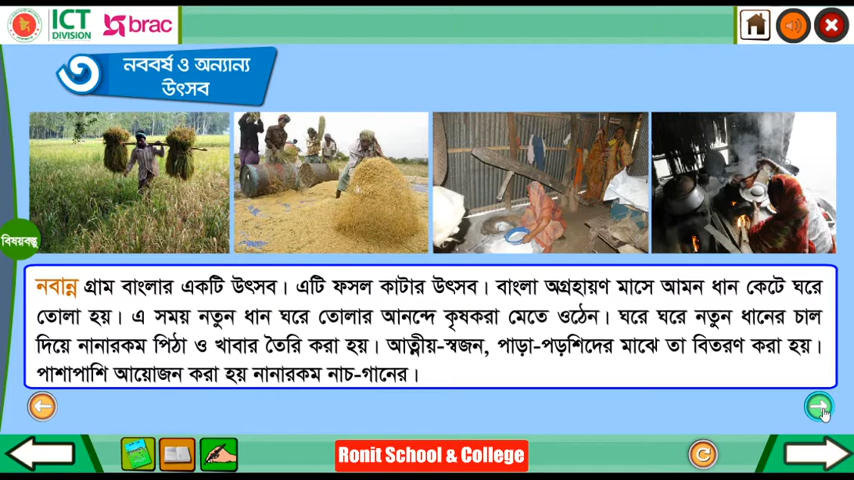 ICT
DIVISION
brac
৩
নববর্ষ ও অন্যান্য
উৎসব
বিষয়বস্তু
নবান্ন গ্রাম বাংলার একটি উৎসব। এটি ফসল কাটার উৎসব। বাংলা অগ্রহায়ণ মাসে আমন ধান কেটে ঘরে
তোলা হয়। এ সময় নতুন ধান ঘরে তোলার আনন্দে কৃষকরা মেতে ওঠেন। ঘরে ঘরে নতুন ধানের চাল
দিয়ে নানারকম পিঠা ও খাবার তৈরি করা হয়। আত্মীয়-স্বজন, পাড়া-পড়শিদের মাঝে তা বিতরণ করা হয়।
পাশাপাশি আয়োজন করা হয় নানারকম নাচ-গানের।
Ronit School & College